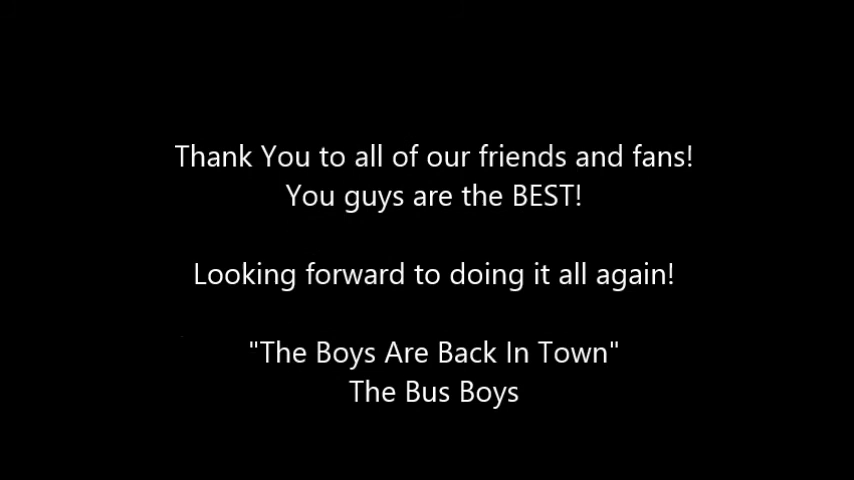 Thank You to all of our friends and fans!
You guys are the BEST!
Looking forward to doing it all again!
"The Boys Are Back In Town"
The Bus Boys